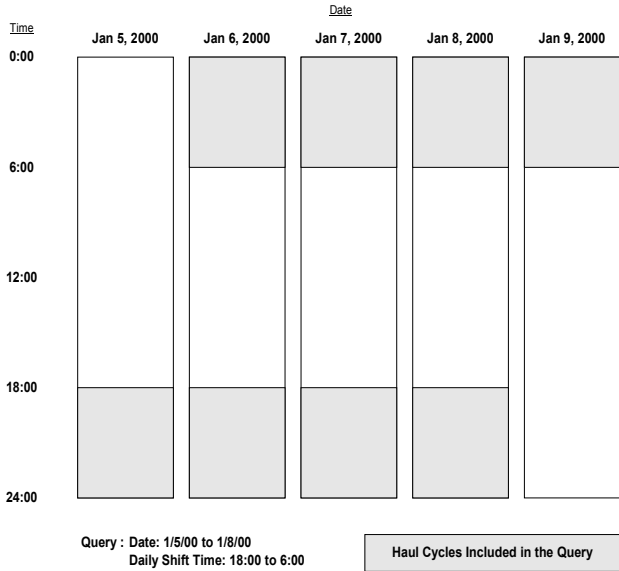 Date
Time
Jan 5, 2000 Jan 6, 2000 Jan 7, 2000 Jan 8, 2000 Jan 9, 2000
0:00
6:00
12:00
18:00
24:00
Query : Date: 1/5/00 to 1/8/00
Daily Shift Time: 18:00 to 6:00
Haul Cycles Included in the Query